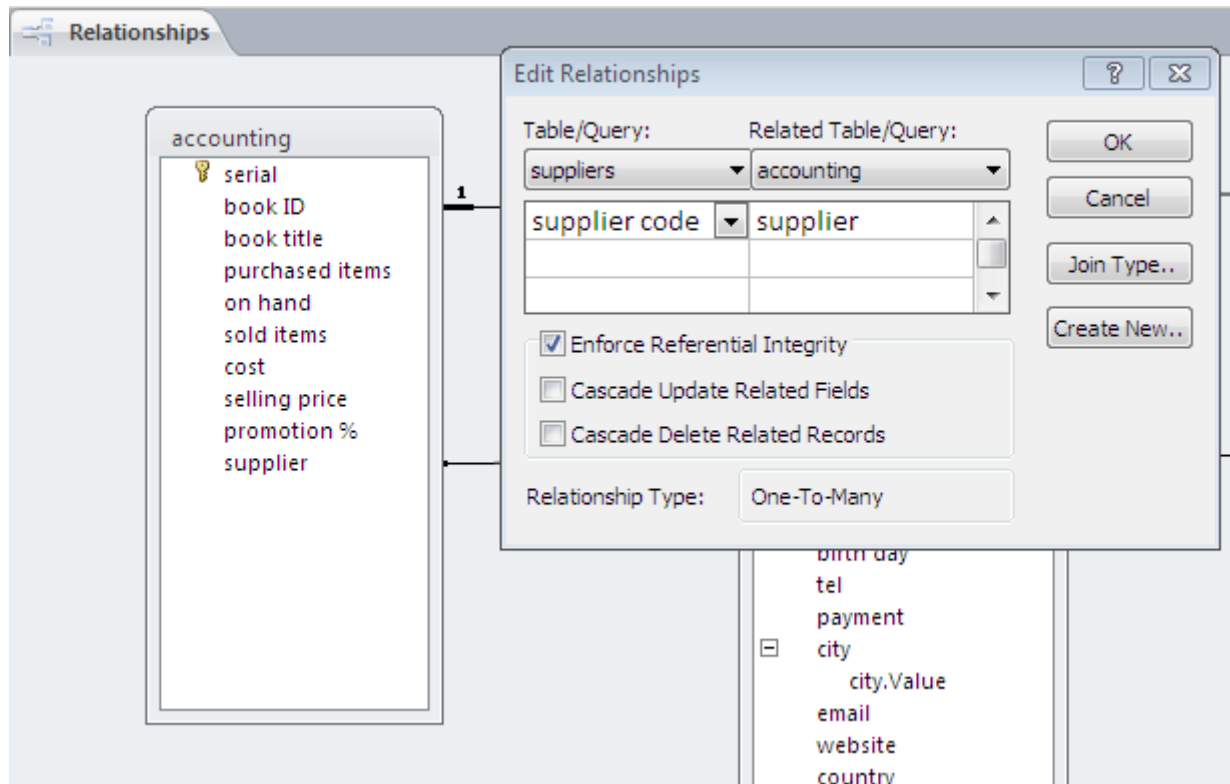 Relationships
Edit Relationships
Table/Query: Related Table/Query:
suppliers accounting
supplier code supplier
Enforce Referential Integrity
Cascade Update Related Fields
Cascade Delete Related Records
Relationship Type: One-To-Many
OK
Cancel
Join Type..
Create New..
accounting
serial
book ID
book title
purchased items
on hand
sold items
cost
selling price
promotion %
supplier
1
birth day
tel
payment
city
city.Value
email
website
country